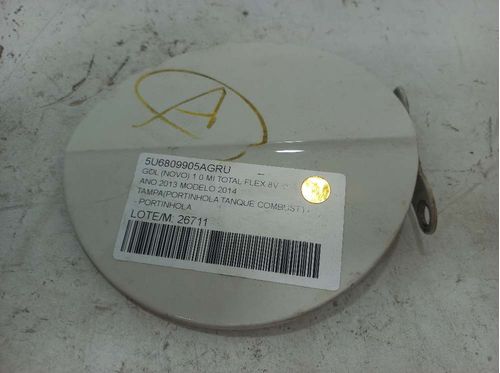 A
5U6809905AGRU
GOL (NOVO) 1.0 MI TOTAL FLEX 8V
ANO 2013 MODELO 2014
TAMPA(PORTINHOLA TANQUE COMBUST.)
- PORTINHOLA
LOTE/M. 26711